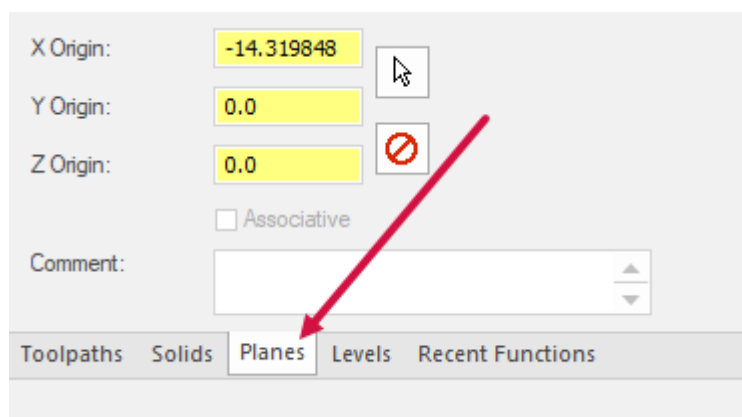 X Origin: -14.319848
Y Origin: 0.0
Z Origin: 0.0
Associative
Comment:
Toolpaths Solids Planes Levels Recent Functions